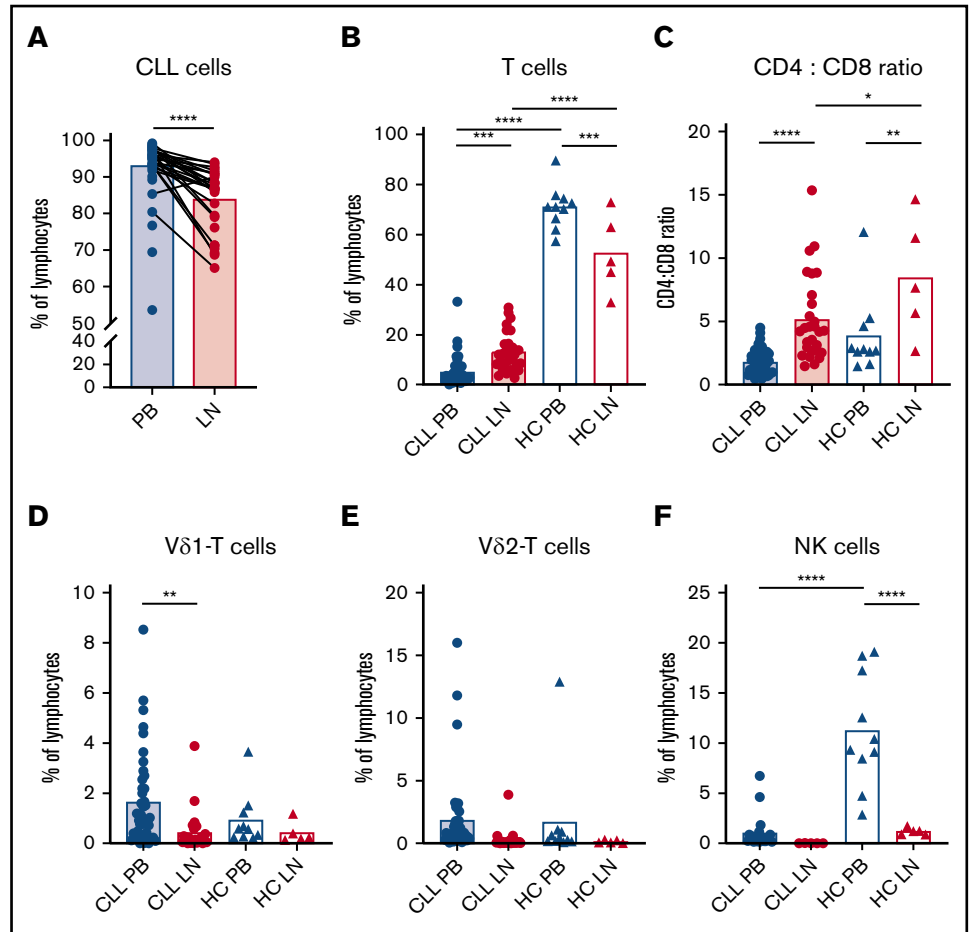 A
CLL cells
****
% of lymphocytes
100
90
80
70
60
50
40
20
0
PB
LN
B
T cells
****
****
***
***
% of lymphocytes
100
80
60
40
20
0
CLL PB
CLL LN
HC PB
HC LN
C
CD4 : CD8 ratio
*
****
**
CD4:CD8 ratio
20
15
10
5
0
CLL PB
CLL LN
HC PB
HC LN
D
Vδ1-T cells
**
% of lymphocytes
10
8
6
4
2
0
CLL PB
CLL LN
HC PB
HC LN
E
Vδ2-T cells
% of lymphocytes
20
15
10
5
0
CLL PB
CLL LN
HC PB
HC LN
F
NK cells
****
****
% of lymphocytes
25
20
15
10
5
0
CLL PB
CLL LN
HC PB
HC LN